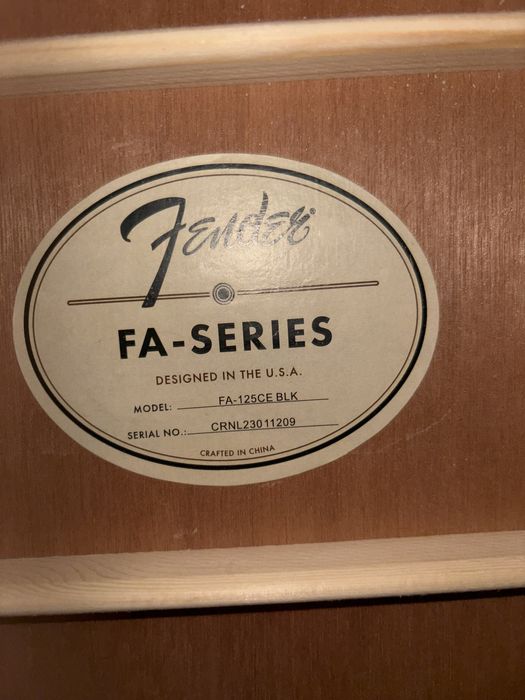 Fender
FA-SERIES
DESIGNED IN THE U.S.A.
MODEL: FA-125CE BLK
SERIAL NO.: CRNL23011209
CRAFTED IN CHINA